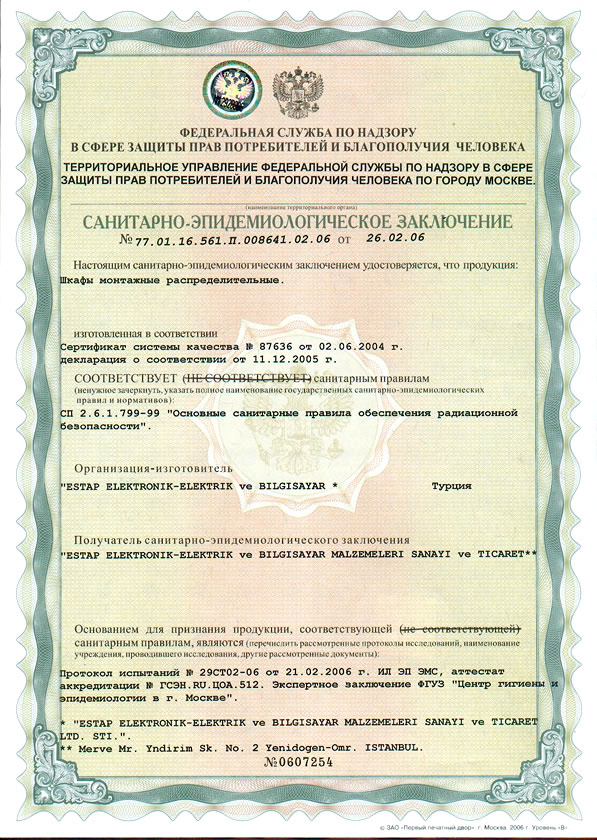 ФЕДЕРАЛЬНАЯ СЛУЖБА ПО НАДЗОРУ
В СФЕРЕ ЗАЩИТЫ ПРАВ ПОТРЕБИТЕЛЕЙ И БЛАГОПОЛУЧИЯ ЧЕЛОВЕКА
ТЕРРИТОРИАЛЬНОЕ УПРАВЛЕНИЕ ФЕДЕРАЛЬНОЙ СЛУЖБЫ ПО НАДЗОРУ В СФЕРЕ
ЗАЩИТЫ ПРАВ ПОТРЕБИТЕЛЕЙ И БЛАГОПОЛУЧИЯ ЧЕЛОВЕКА ПО ГОРОДУ МОСКВЕ.
(наименование территориального органа)
САНИТАРНО-ЭПИДЕМИОЛОГИЧЕСКОЕ ЗАКЛЮЧЕНИЕ
№ 77.01.16.561.П.008641.02.06 от 26.02.06
Настоящим санитарно-эпидемиологическим заключением удостоверяется, что продукция:
Шкафы монтажные распределительные.
изготовленная в соответствии
Сертификат системы качества № 87636 от 02.06.2004 г.
декларация о соответствии от 11.12.2005 г.
СООТВЕТСТВУЕТ (НЕ СООТВЕТСТВУЕТ) санитарным правилам
(ненужное зачеркнуть, указать полное наименование государственных санитарно-эпидемиологических
правил и нормативов):
СП 2.6.1.799-99 "Основные санитарные правила обеспечения радиационной
безопасности".
Организация-изготовитель
"ESTAP ELEKTRONIK-ELEKTRIK ve BILGISAYAR * Турция
Получатель санитарно-эпидемиологического заключения
"ESTAP ELEKTRONIK-ELEKTRIK ve BILGISAYAR MALZEMELERI SANAYI ve TICARET**
Основанием для признания продукции, соответствующей (не соответствующей)
санитарным правилам, являются (перечислить рассмотренные протоколы исследований, наименование
учреждения, проводившего исследования, другие рассмотренные документы):
Протокол испытаний № 29СТ02-06 от 21.02.2006 г. ИЛ ЭП ЭМС, аттестат
аккредитации № ГСЭН.RU.ЦОА.512. Экспертное заключение ФГУЗ "Центр гигиены и
эпидемиологии в г. Москве".
* "ESTAP ELEKTRONIK-ELEKTRIK ve BILGISAYAR MALZEMELERI SANAYI ve TICARET
LTD. STI.".
** Merve Mr. Yndirim Sk. No. 2 Yenidogen-Omr. ISTANBUL.
№0607254
© ЗАО «Первый печатный двор» г. Москва. 2006 г. Уровень «В»